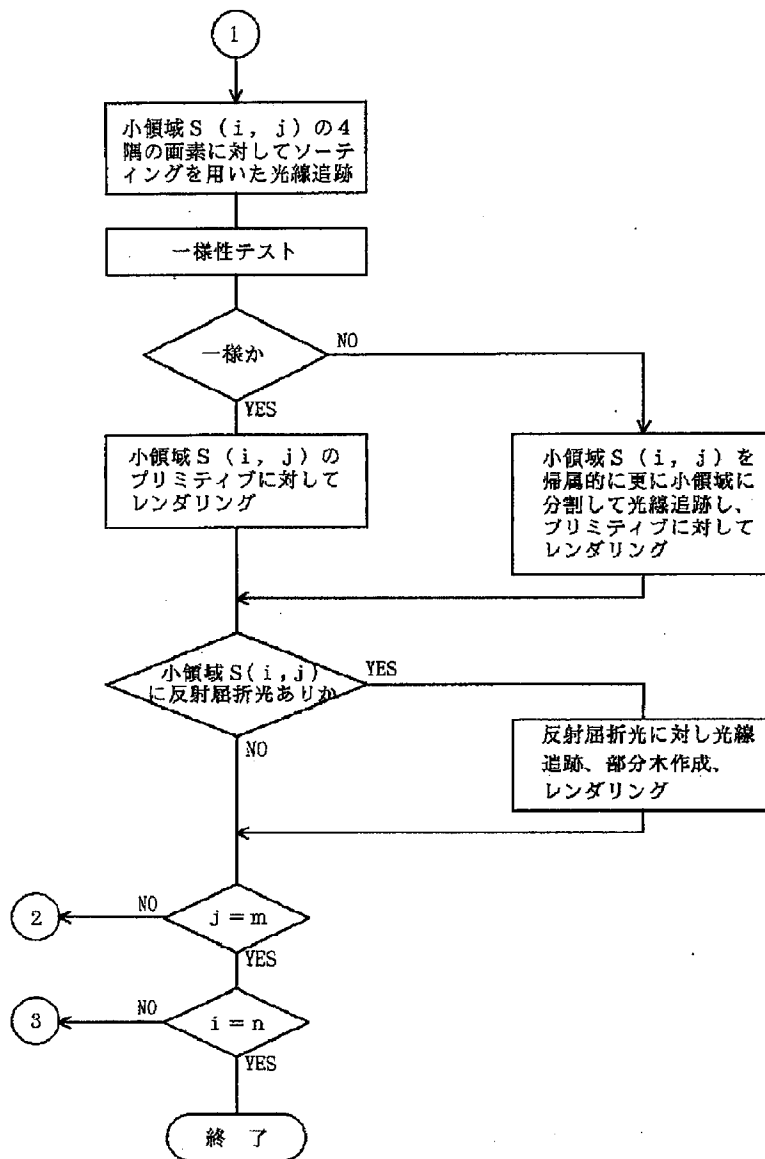 1
小領域S (i, j) の4
隅の画素に対してソーテ
ィングを用いた光線追跡
一様性テスト
一様か
NO
YES
小領域S (i, j) の
プリミティブに対して
レンダリング
小領域S (i, j) を
帰属的に更に小領域に
分割して光線追跡し、
プリミティブに対して
レンダリング
小領域S(i,j)
に反射屈折光ありか
YES
NO
反射屈折光に対し光線
追跡、部分木作成、
レンダリング
j=m
NO
2
YES
i=n
NO
3
YES
終 了